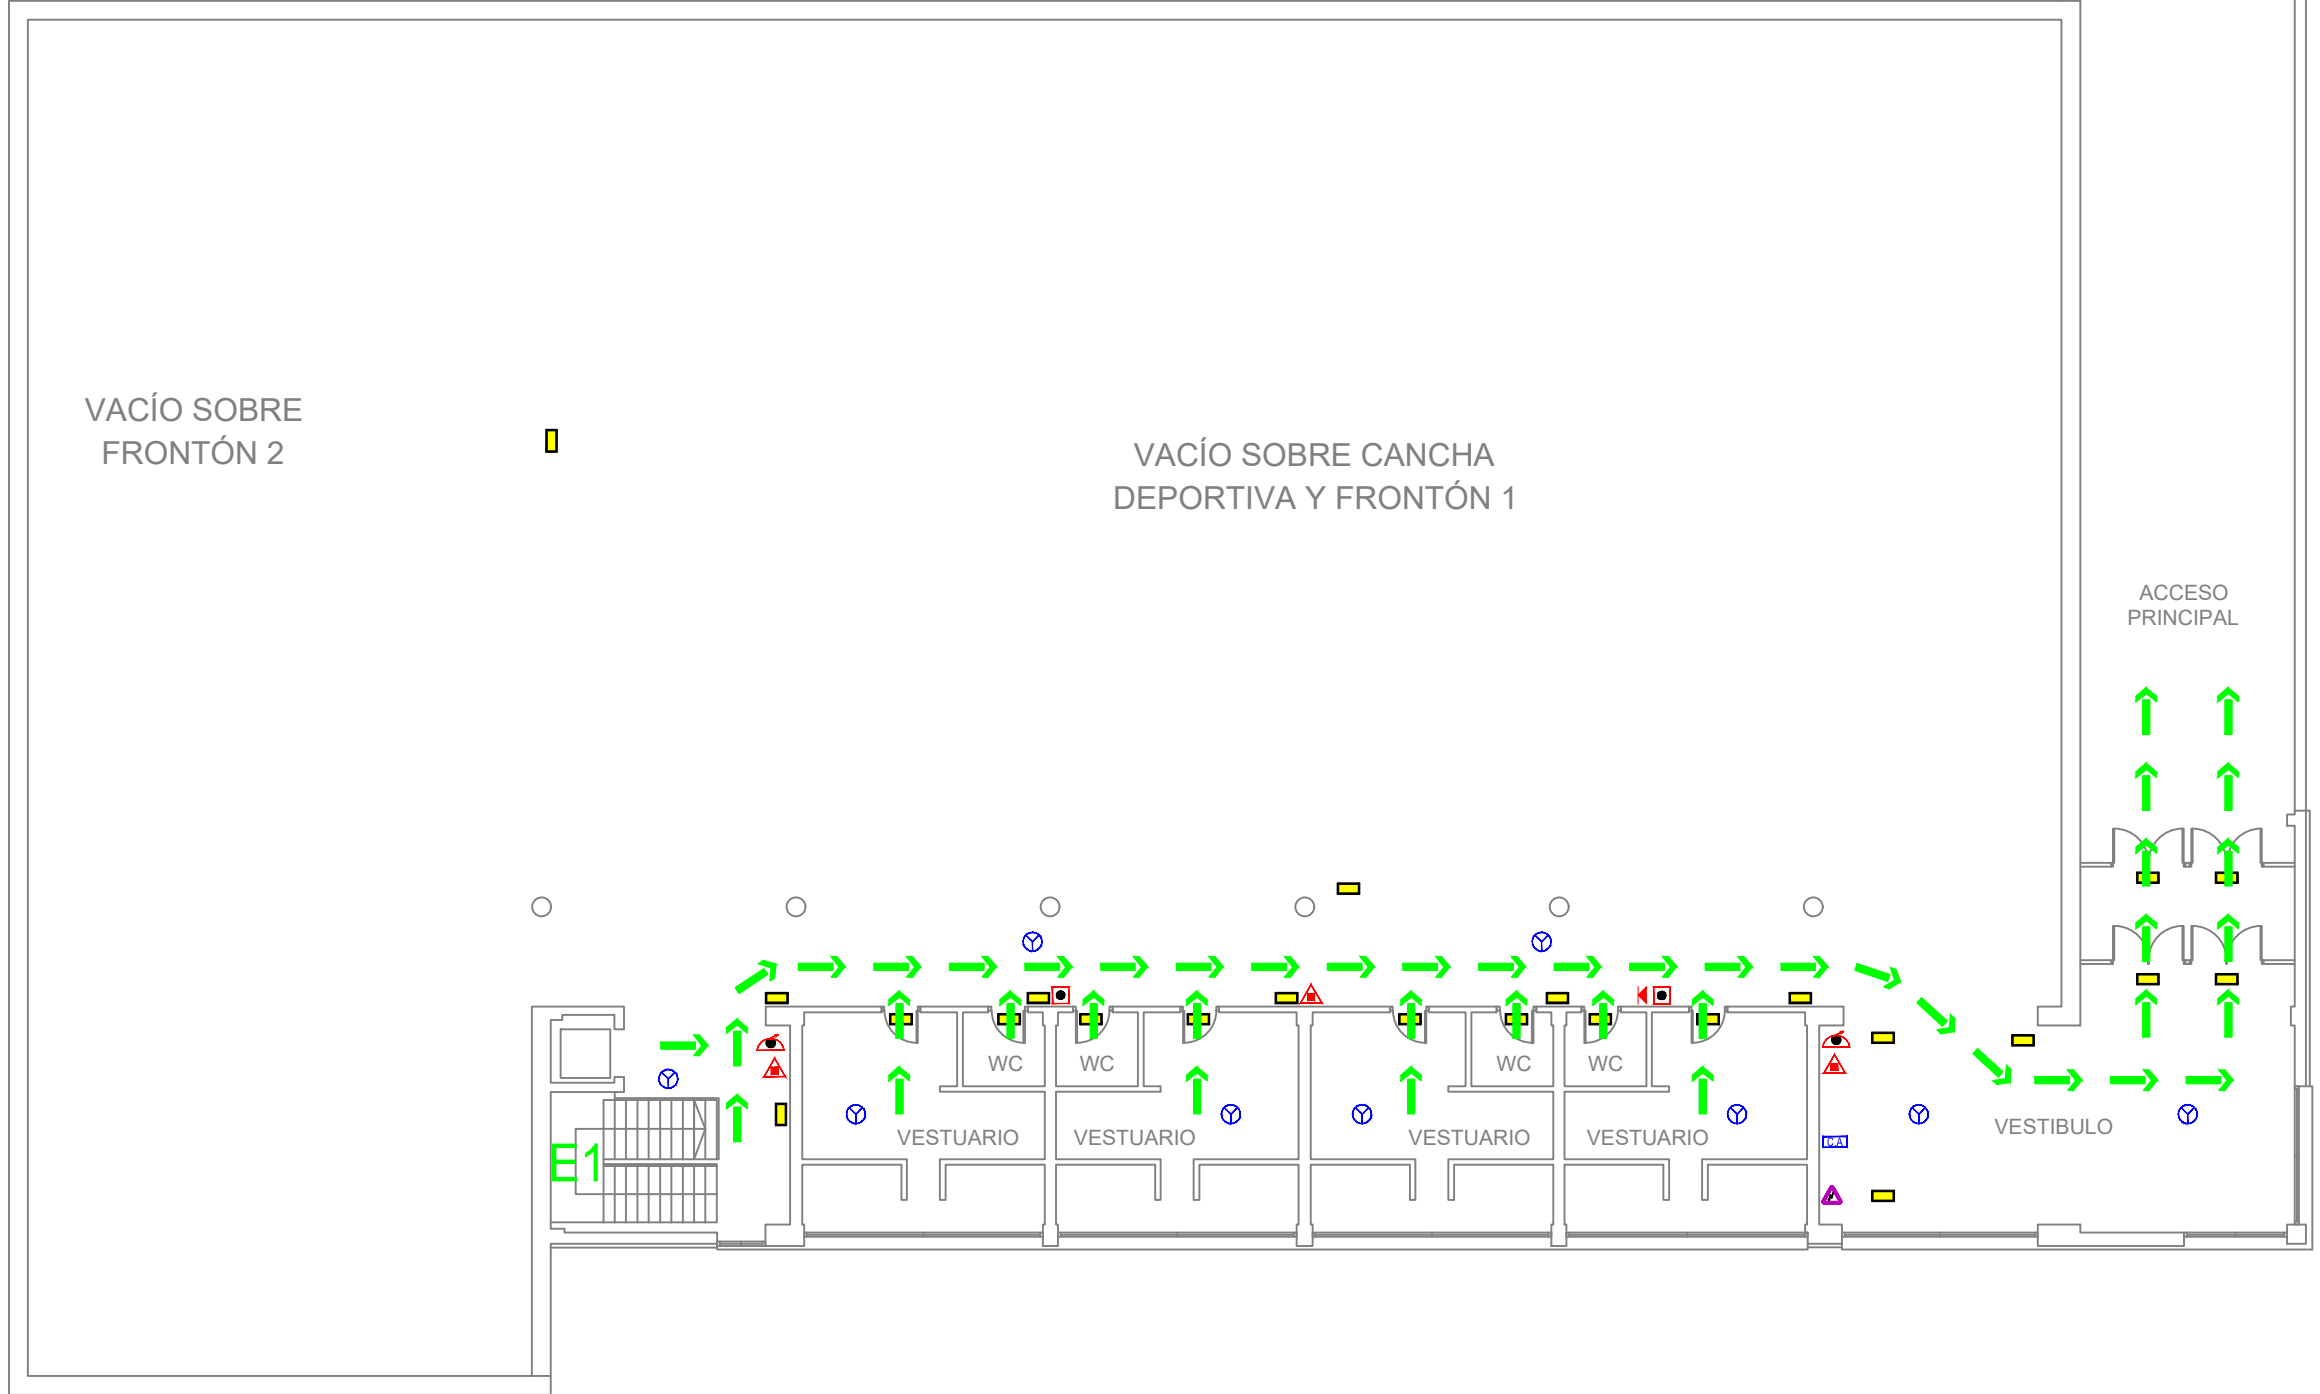 VACÍO SOBRE
FRONTÓN 2
VACÍO SOBRE CANCHA
DEPORTIVA Y FRONTÓN 1
ACCESO
PRINCIPAL
WC
WC
WC
WC
VESTUARIO
VESTUARIO
VESTUARIO
VESTUARIO
VESTIBULO
C.A
E1